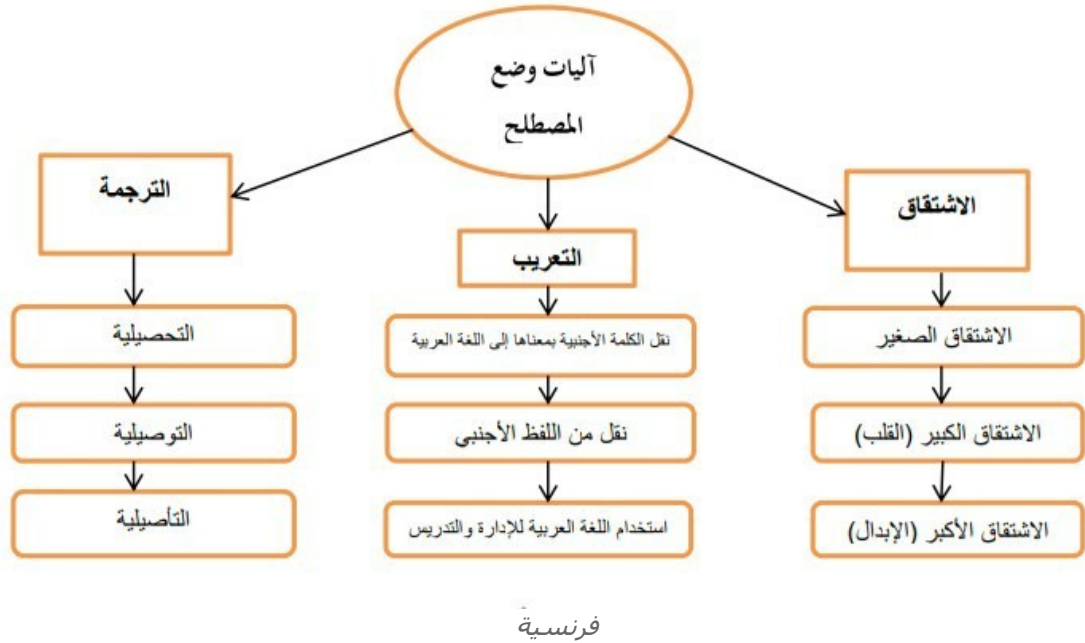 آليات وضع
المصطلح
الاشتقاق
الاشتقاق الصغير
الاشتقاق الكبير (القلب)
الاشتقاق الأكبر (الإبدال)
التعريب
نقل الكلمة الأجنبية بمعناها إلى اللغة العربية
نقل من اللفظ الأجنبي
استخدام اللغة العربية للإدارة والتدريس
الترجمة
التحصيلية
التوصيلية
التأصيلية
فرنسية